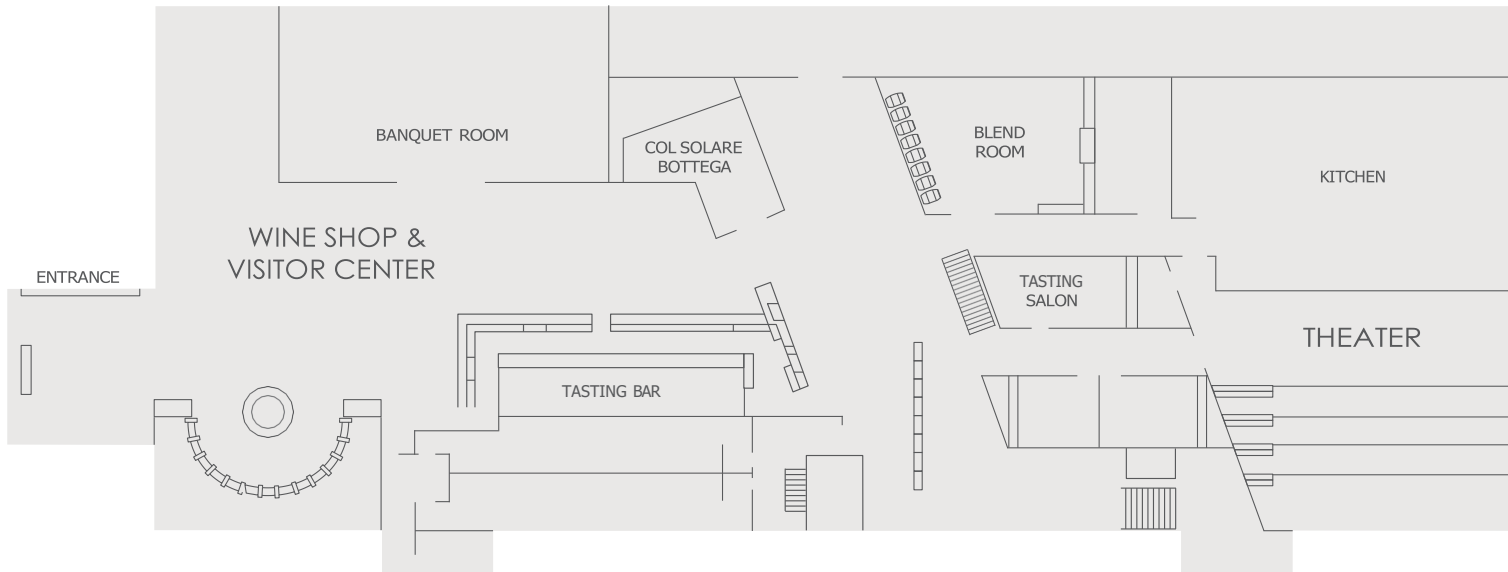 BANQUET ROOM
COL SOLARE
BOTTEGA
BLEND
ROOM
KITCHEN
WINE SHOP &
VISITOR CENTER
ENTRANCE
TASTING
SALON
THEATER
TASTING BAR